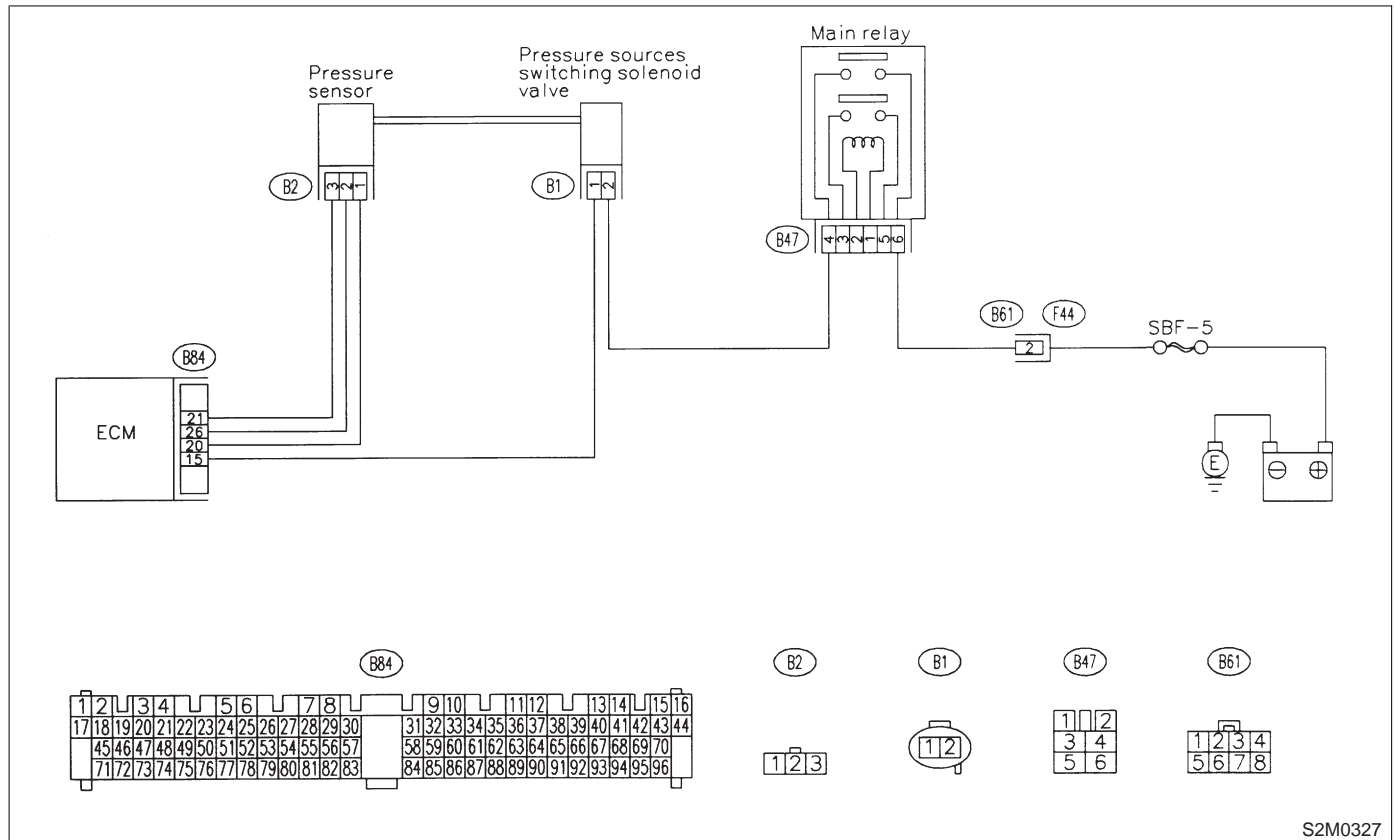 Main relay
Pressure sources
switching solenoid
valve
Pressure
sensor
B2
3 2 1
B1
1 2
B47
4 3 2 1 5 6
B61 F44
2
SBF-5
B84
ECM
21
26
20
15
E
⊖ ⊕
B84 B2 B1 B47 B61
1 2 3 4 5 6 7 8 9 10 11 12 13 14 15 16
17 18 19 20 21 22 23 24 25 26 27 28 29 30 31 32 33 34 35 36 37 38 39 40 41 42 43 44
45 46 47 48 49 50 51 52 53 54 55 56 57 58 59 60 61 62 63 64 65 66 67 68 69 70
71 72 73 74 75 76 77 78 79 80 81 82 83 84 85 86 87 88 89 90 91 92 93 94 95 96
1 2 3
1 2
1 2
3 4
5 6
1 2 3 4
5 6 7 8
S2M0327